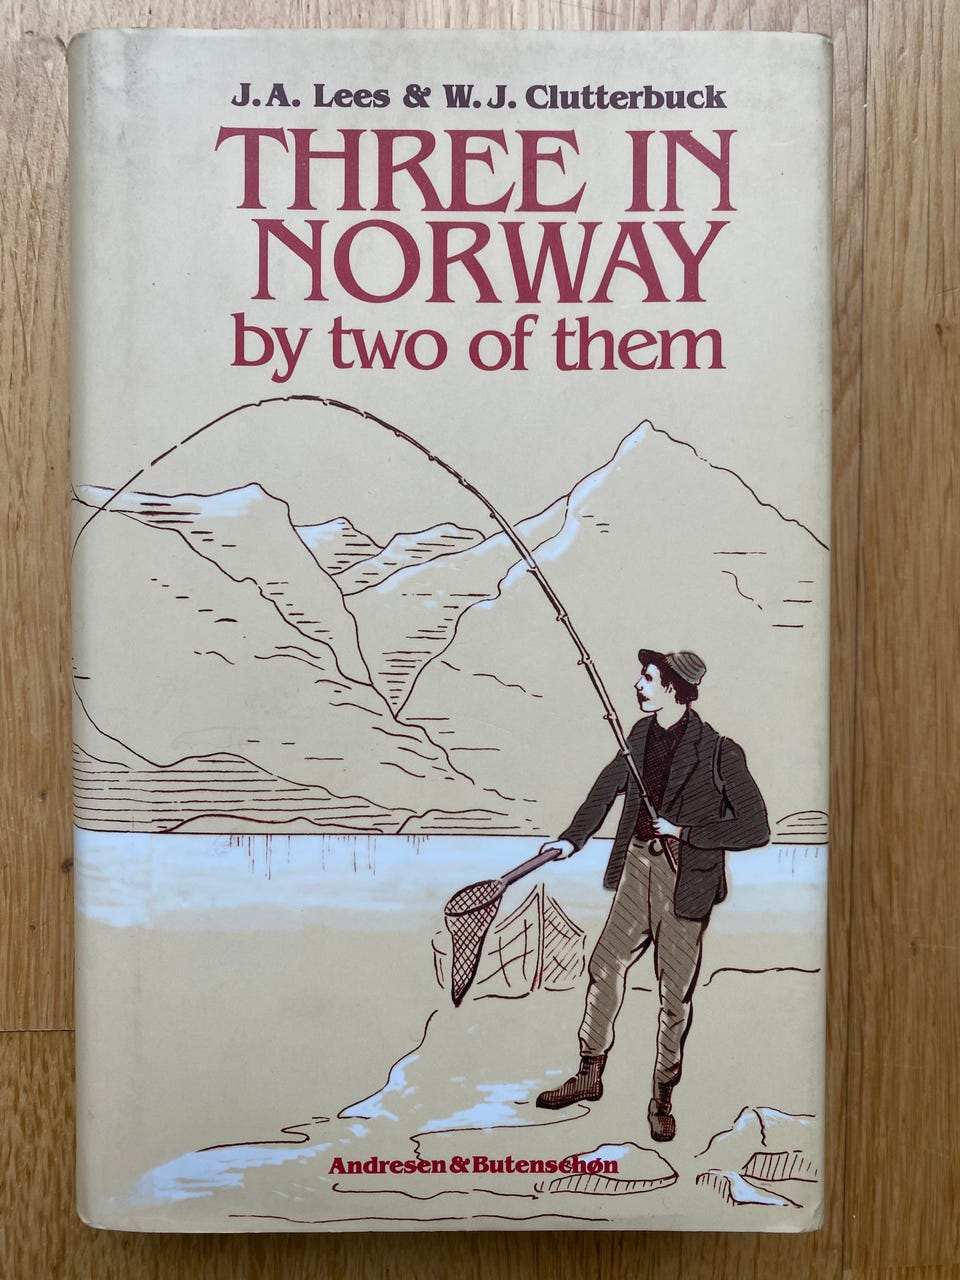 J.A. Lees & W.J. Clutterbuck
THREE IN
NORWAY
by two of them
Andresen & Butenschøn